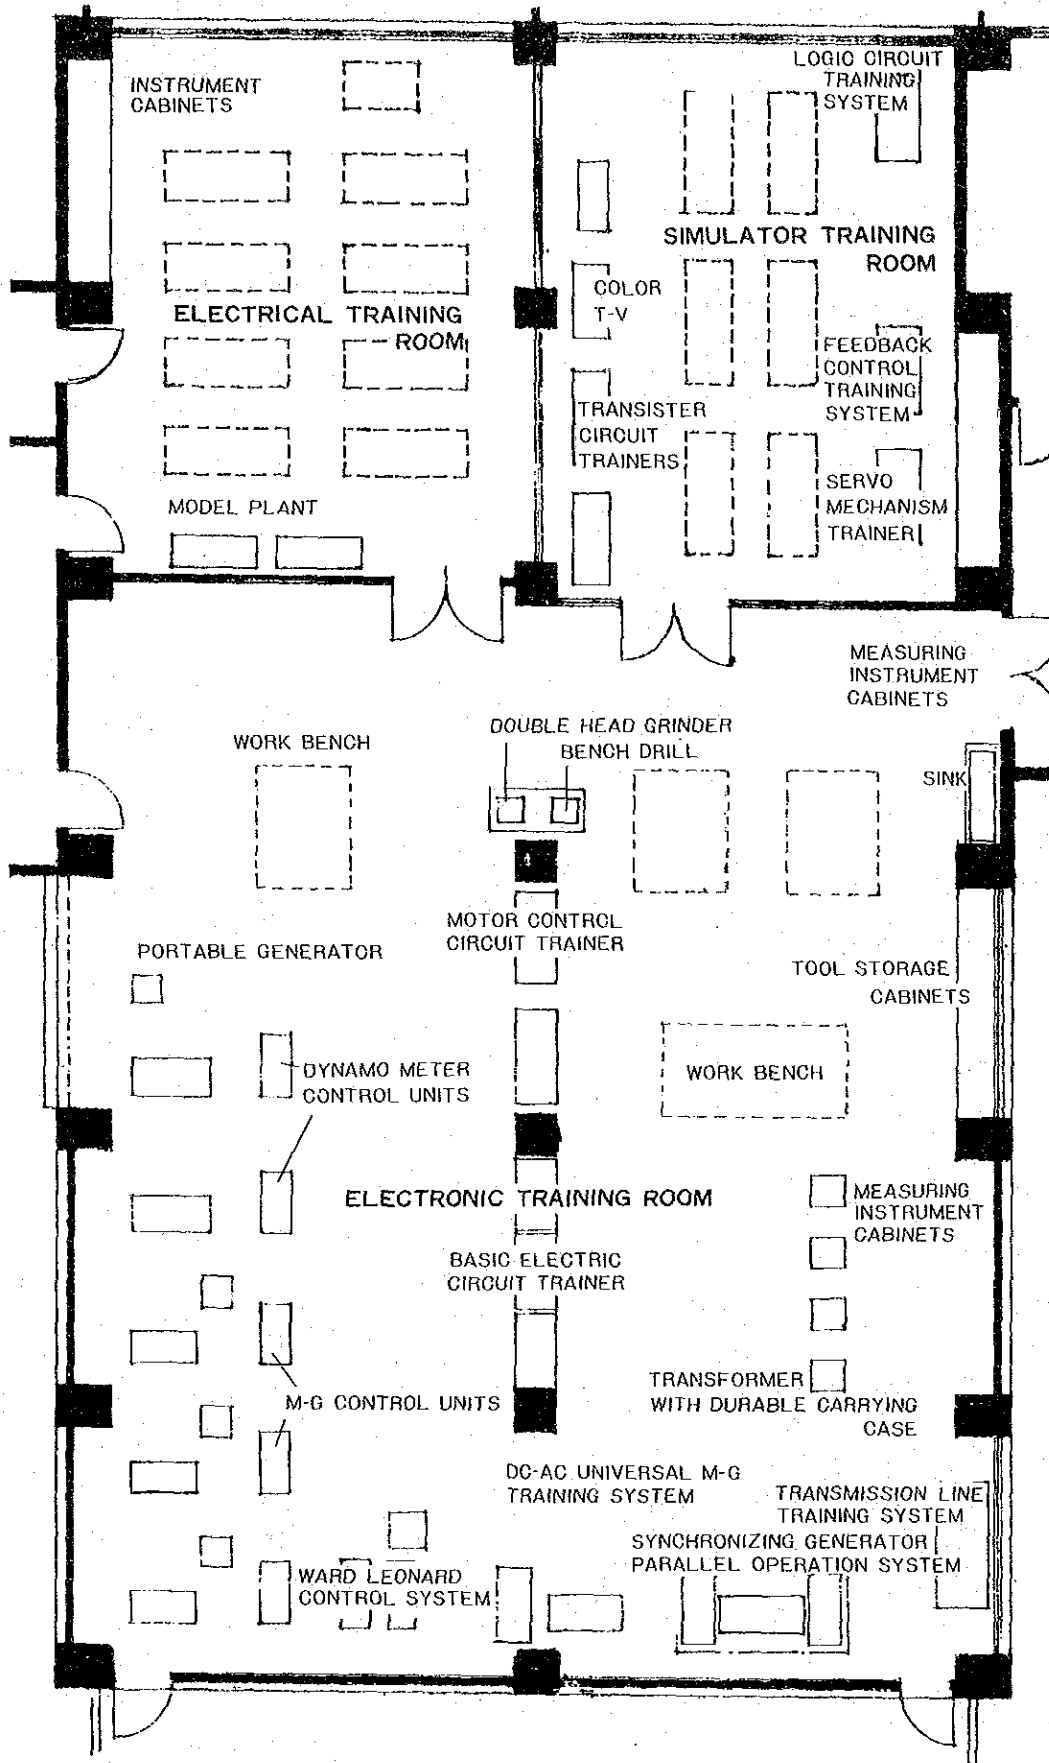 INSTRUMENT
CABINETS
LOGIC CIRCUIT
TRAINING
SYSTEM
SIMULATOR TRAINING
ROOM
COLOR
T-V
ELECTRICAL TRAINING
ROOM
FEEDBACK
CONTROL
TRAINING
SYSTEM
TRANSISTER
CIRCUIT
TRAINERS
SERVO
MECHANISM
TRAINER
MODEL PLANT
MEASURING
INSTRUMENT
CABINETS
DOUBLE HEAD GRINDER
BENCH DRILL
WORK BENCH
SINK
MOTOR CONTROL
CIRCUIT TRAINER
PORTABLE GENERATOR
TOOL STORAGE
CABINETS
DYNAMO METER
CONTROL UNITS
WORK BENCH
ELECTRONIC TRAINING ROOM
MEASURING
INSTRUMENT
CABINETS
BASIC ELECTRIC
CIRCUIT TRAINER
TRANSFORMER
WITH DURABLE CARRYING
CASE
M-G CONTROL UNITS
DC-AC UNIVERSAL M-G
TRAINING SYSTEM
TRANSMISSION LINE
TRAINING SYSTEM
SYNCHRONIZING GENERATOR
PARALLEL OPERATION SYSTEM
WARD LEONARD
CONTROL SYSTEM